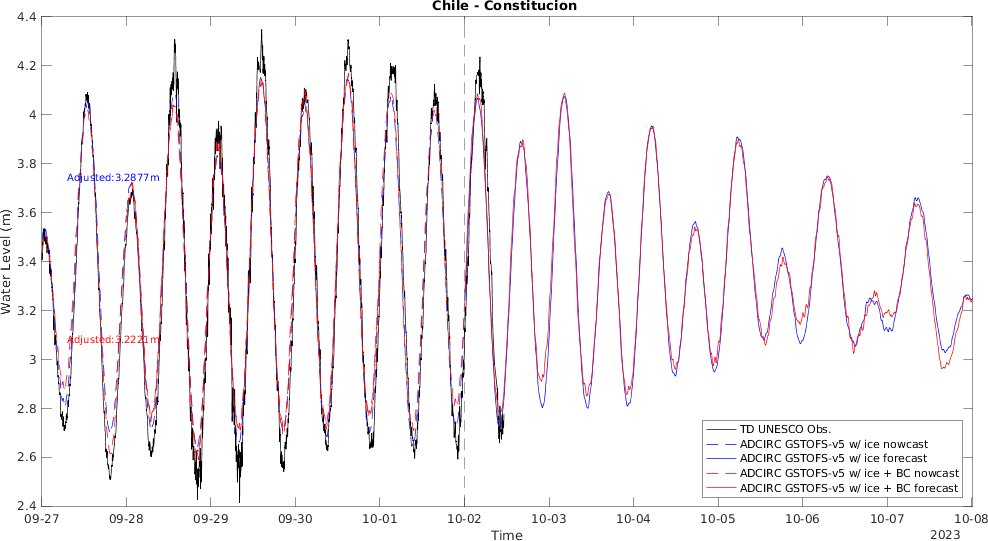 Chile - Constitucion
4.4
4.2
4
3.8
3.6
3.4
3.2
3
2.8
2.6
2.4
Water Level (m)
Adjusted:3.2877m
Adjusted:3.2221m
TD UNESCO Obs.
ADCIRC GSTOFS-v5 w/ ice nowcast
ADCIRC GSTOFS-v5 w/ ice forecast
ADCIRC GSTOFS-v5 w/ ice + BC nowcast
ADCIRC GSTOFS-v5 w/ ice + BC forecast
09-27 09-28 09-29 09-30 10-01 10-02 10-03 10-04 10-05 10-06 10-07 10-08
Time
2023